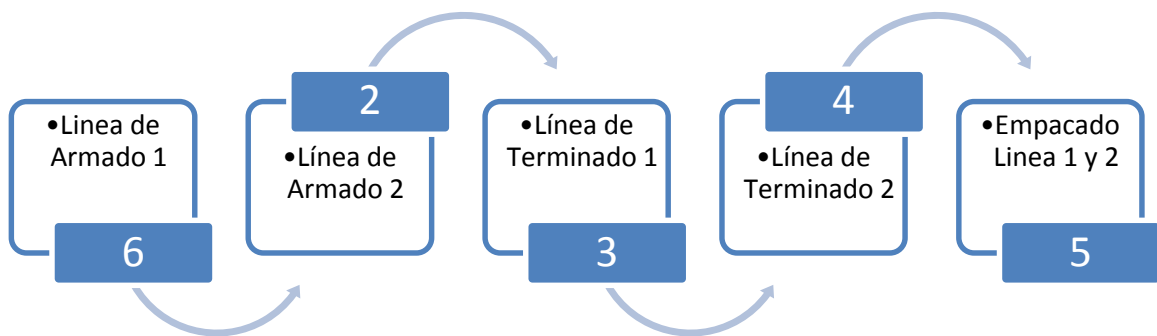 •Linea de
Armado 1
6
2
•Línea de
Armado 2
•Línea de
Terminado 1
3
4
•Línea de
Terminado 2
•Empacado
Linea 1 y 2
5